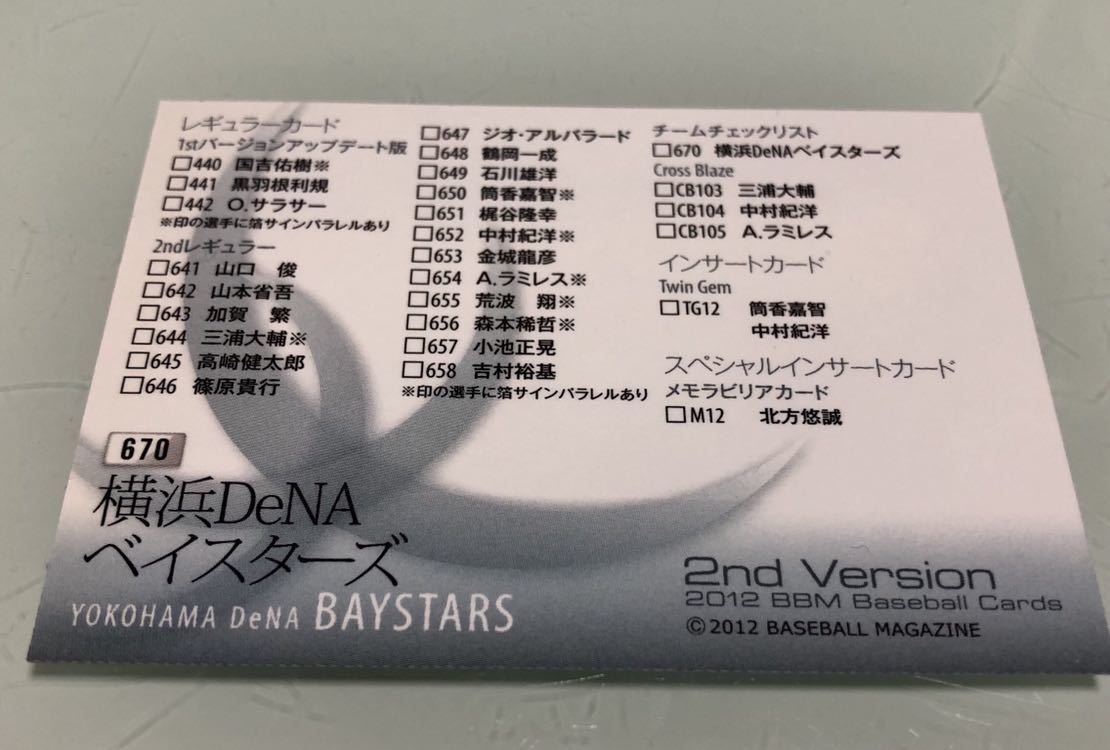 レギュラーカード
1stバージョンアップデート版
□440 国吉佑樹※
□441 黒羽根利規
□442 O.サラサー
※印の選手に箔サインパラレルあり
2ndレギュラー
□641 山口 俊
□642 山本省吾
□643 加賀 繁
□644 三浦大輔※
□645 高崎健太郎
□646 篠原貴行
□647 ジオ・アルバラード
□648 鶴岡一成
□649 石川雄洋
□650 筒香嘉智※
□651 梶谷隆幸
□652 中村紀洋※
□653 金城龍彦
□654 A.ラミレス※
□655 荒波 翔※
□656 森本稀哲※
□657 小池正晃
□658 吉村裕基
※印の選手に箔サインパラレルあり
チームチェックリスト
□670 横浜DeNAベイスターズ
Cross Blaze
□CB103 三浦大輔
□CB104 中村紀洋
□CB105 A.ラミレス
インサートカード
Twin Gem
□TG12 筒香嘉智
中村紀洋
スペシャルインサートカード
メモラビリアカード
□M12 北方悠誠
670
横浜DeNA
ベイスターズ
YOKOHAMA DeNA BAYSTARS
2nd Version
2012 BBM Baseball Cards
©2012 BASEBALL MAGAZINE